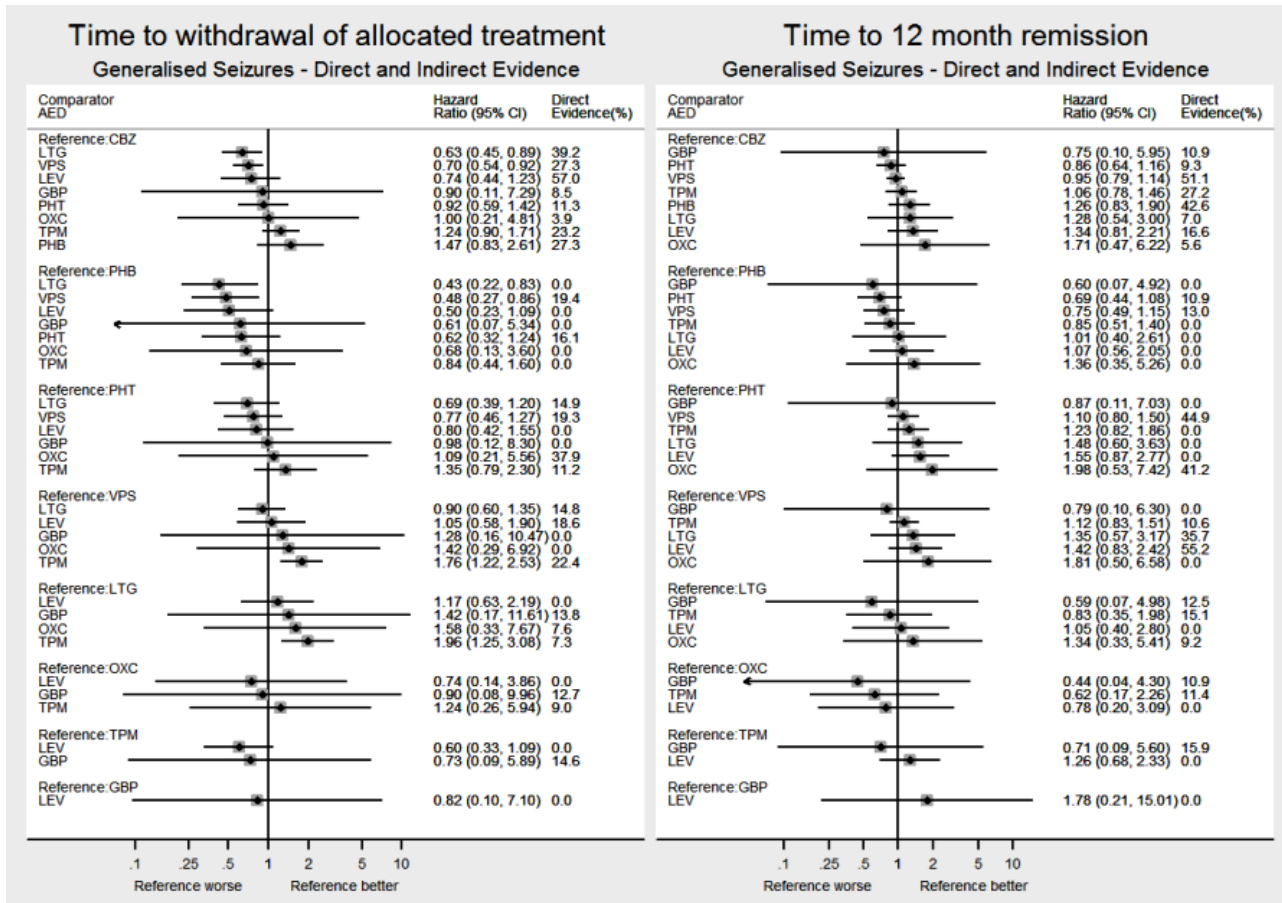 Time to withdrawal of allocated treatment
Generalised Seizures - Direct and Indirect Evidence
Comparator AED Hazard Ratio (95% CI) Direct Evidence(%)
Reference:CBZ
LTG 0.63 (0.45, 0.89) 39.2
VPS 0.70 (0.54, 0.92) 27.3
LEV 0.74 (0.44, 1.23) 57.0
GBP 0.90 (0.11, 7.29) 8.5
PHT 0.92 (0.59, 1.42) 11.3
OXC 1.00 (0.21, 4.81) 3.9
TPM 1.24 (0.90, 1.71) 23.2
PHB 1.47 (0.83, 2.61) 27.3
Reference:PHB
LTG 0.43 (0.22, 0.83) 0.0
VPS 0.48 (0.27, 0.86) 19.4
LEV 0.50 (0.23, 1.09) 0.0
GBP 0.61 (0.07, 5.34) 0.0
PHT 0.62 (0.32, 1.24) 16.1
OXC 0.68 (0.13, 3.60) 0.0
TPM 0.84 (0.44, 1.60) 0.0
Reference:PHT
LTG 0.69 (0.39, 1.20) 14.9
VPS 0.77 (0.46, 1.27) 19.3
LEV 0.80 (0.42, 1.55) 0.0
GBP 0.98 (0.12, 8.30) 0.0
OXC 1.09 (0.21, 5.56) 37.9
TPM 1.35 (0.79, 2.30) 11.2
Reference:VPS
LTG 0.90 (0.60, 1.35) 14.8
LEV 1.05 (0.58, 1.90) 18.6
GBP 1.28 (0.16, 10.47) 0.0
OXC 1.42 (0.29, 6.92) 0.0
TPM 1.76 (1.22, 2.53) 22.4
Reference:LTG
LEV 1.17 (0.63, 2.19) 0.0
GBP 1.42 (0.17, 11.61) 13.8
OXC 1.58 (0.33, 7.67) 7.6
TPM 1.96 (1.25, 3.08) 7.3
Reference:OXC
LEV 0.74 (0.14, 3.86) 0.0
GBP 0.90 (0.08, 9.96) 12.7
TPM 1.24 (0.26, 5.94) 9.0
Reference:TPM
LEV 0.60 (0.33, 1.09) 0.0
GBP 0.73 (0.09, 5.89) 14.6
Reference:GBP
LEV 0.82 (0.10, 7.10) 0.0
.1 .25 .5 1 2 5 10
Reference worse Reference better
Time to 12 month remission
Generalised Seizures - Direct and Indirect Evidence
Comparator AED Hazard Ratio (95% CI) Direct Evidence(%)
Reference:CBZ
GBP 0.75 (0.10, 5.95) 10.9
PHT 0.86 (0.64, 1.16) 9.3
VPS 0.95 (0.79, 1.14) 51.1
TPM 1.06 (0.78, 1.46) 27.2
PHB 1.26 (0.83, 1.90) 42.6
LTG 1.28 (0.54, 3.00) 7.0
LEV 1.34 (0.81, 2.21) 16.6
OXC 1.71 (0.47, 6.22) 5.6
Reference:PHB
GBP 0.60 (0.07, 4.92) 0.0
PHT 0.69 (0.44, 1.08) 10.9
VPS 0.75 (0.49, 1.15) 13.0
TPM 0.85 (0.51, 1.40) 0.0
LTG 1.01 (0.40, 2.61) 0.0
LEV 1.07 (0.56, 2.05) 0.0
OXC 1.36 (0.35, 5.26) 0.0
Reference:PHT
GBP 0.87 (0.11, 7.03) 0.0
VPS 1.10 (0.80, 1.50) 44.9
TPM 1.23 (0.82, 1.86) 0.0
LTG 1.48 (0.60, 3.63) 0.0
LEV 1.55 (0.87, 2.77) 0.0
OXC 1.98 (0.53, 7.42) 41.2
Reference:VPS
GBP 0.79 (0.10, 6.30) 0.0
TPM 1.12 (0.83, 1.51) 10.6
LTG 1.35 (0.57, 3.17) 35.7
LEV 1.42 (0.83, 2.42) 55.2
OXC 1.81 (0.50, 6.58) 0.0
Reference:LTG
GBP 0.59 (0.07, 4.98) 12.5
TPM 0.83 (0.35, 1.98) 15.1
LEV 1.05 (0.40, 2.80) 0.0
OXC 1.34 (0.33, 5.41) 9.2
Reference:OXC
GBP 0.44 (0.04, 4.30) 10.9
TPM 0.62 (0.17, 2.26) 11.4
LEV 0.78 (0.20, 3.09) 0.0
Reference:TPM
GBP 0.71 (0.09, 5.60) 15.9
LEV 1.26 (0.68, 2.33) 0.0
Reference:GBP
LEV 1.78 (0.21, 15.01) 0.0
.1 .25 .5 1 2 5 10
Reference worse Reference better